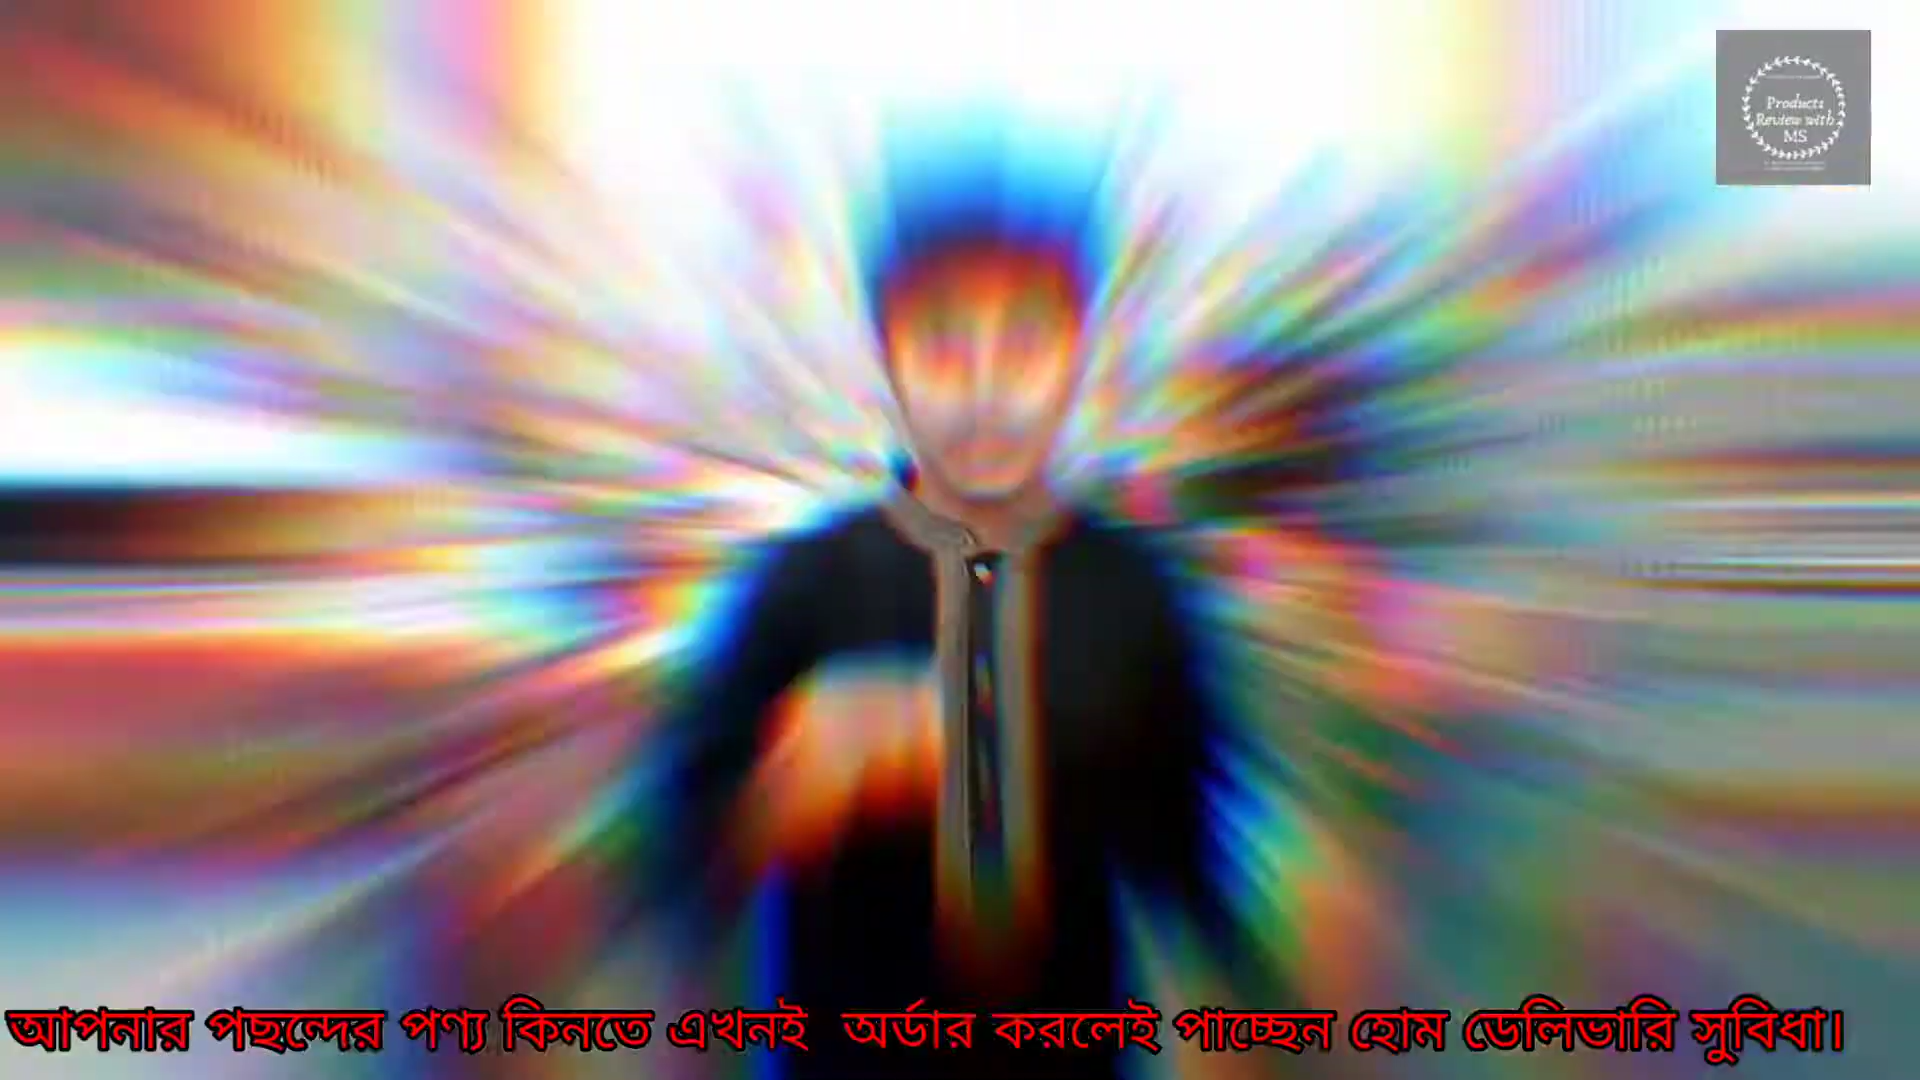 Products
Review with
MS
আপনার পছন্দের পণ্য কিনতে এখনই অর্ডার করলেই পাচ্ছেন হোম ডেলিভারি সুবিধা।